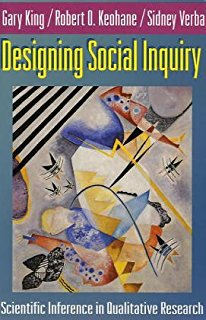 Gary King/Robert O. Keohane/Sidney Verba
Designing Social Inquiry
Scientific Inference in Qualitative Research